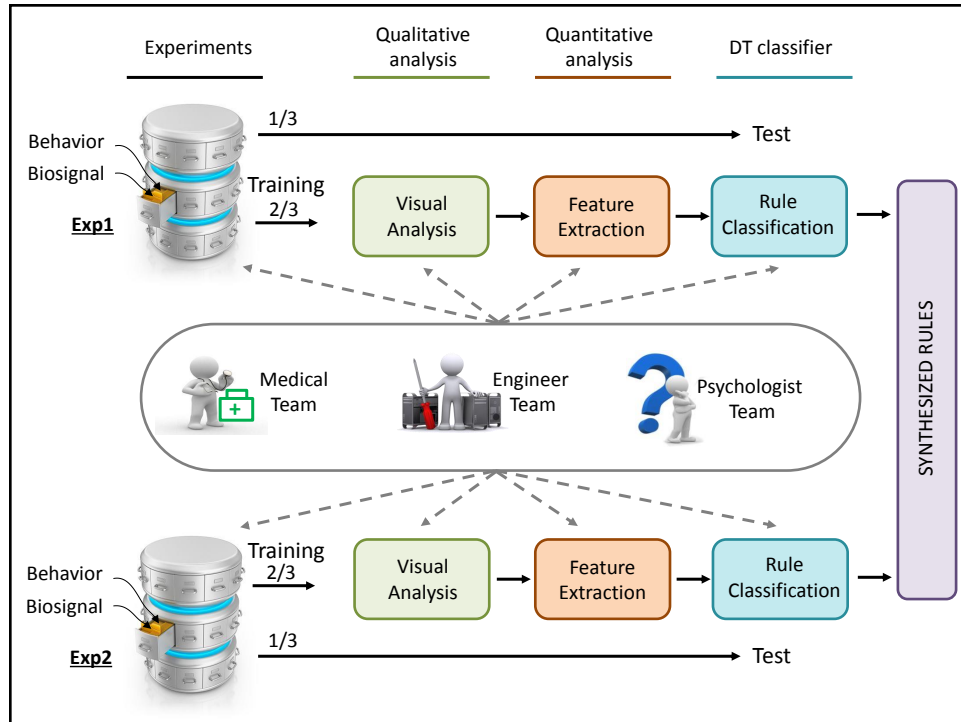 Experiments
Qualitative
analysis
Quantitative
analysis
DT classifier
1/3
Test
Behavior
Biosignal
Exp1
Training
2/3
Visual
Analysis
Feature
Extraction
Rule
Classification
SYNTHESIZED RULES
Medical
Team
Engineer
Team
Psychologist
Team
Training
2/3
Behavior
Biosignal
Exp2
Visual
Analysis
Feature
Extraction
Rule
Classification
1/3
Test